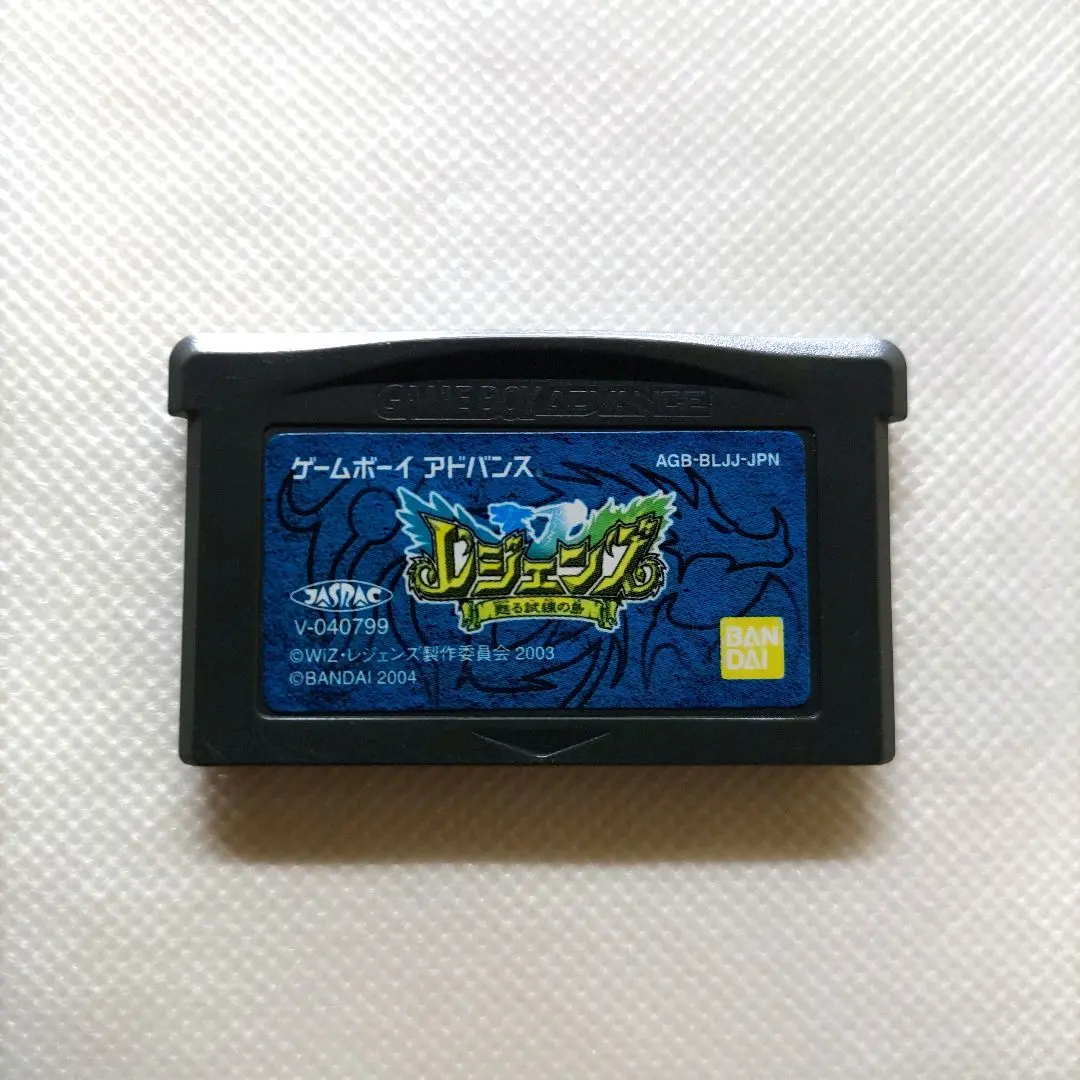 GAME BOY ADVANCE
ゲームボーイ アドバンス
AGB-BLJJ-JPN
レジェンズ
甦る試練の島
JASRAC
V-040799
©WiZ・レジェンズ製作委員会 2003
©BANDAI 2004
BAN
DAI